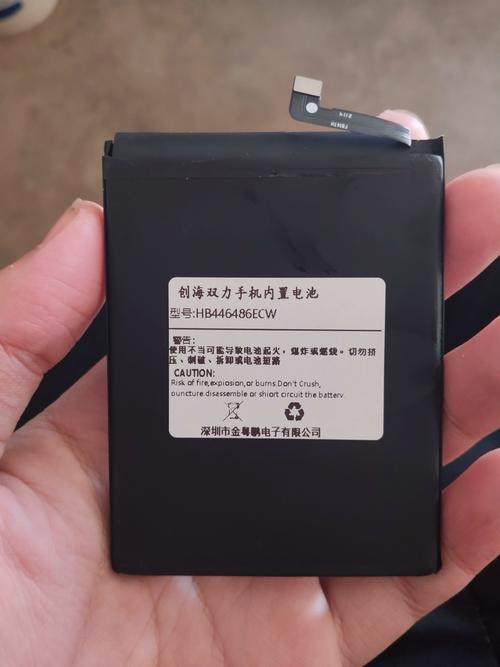 2114
创海双力手机内置电池
型号:HB446486ECW
警告:
使用不当可能导致电池起火，爆炸或燃烧。切勿挤
压、刺破、拆卸或电池短路
CAUTION:
Risk of fire,explosion,or burns.Don't Crush,
puncture.disassemble or short circuit the battery.
深圳市金粤鹏电子有限公司